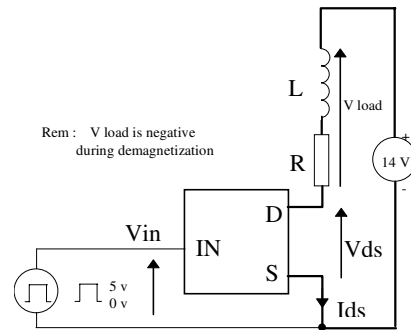 L
V load
Rem : V load is negative
during demagnetization
R
+
14 V
-
D
Vin
IN
Vds
S
5 v
0 v
Ids